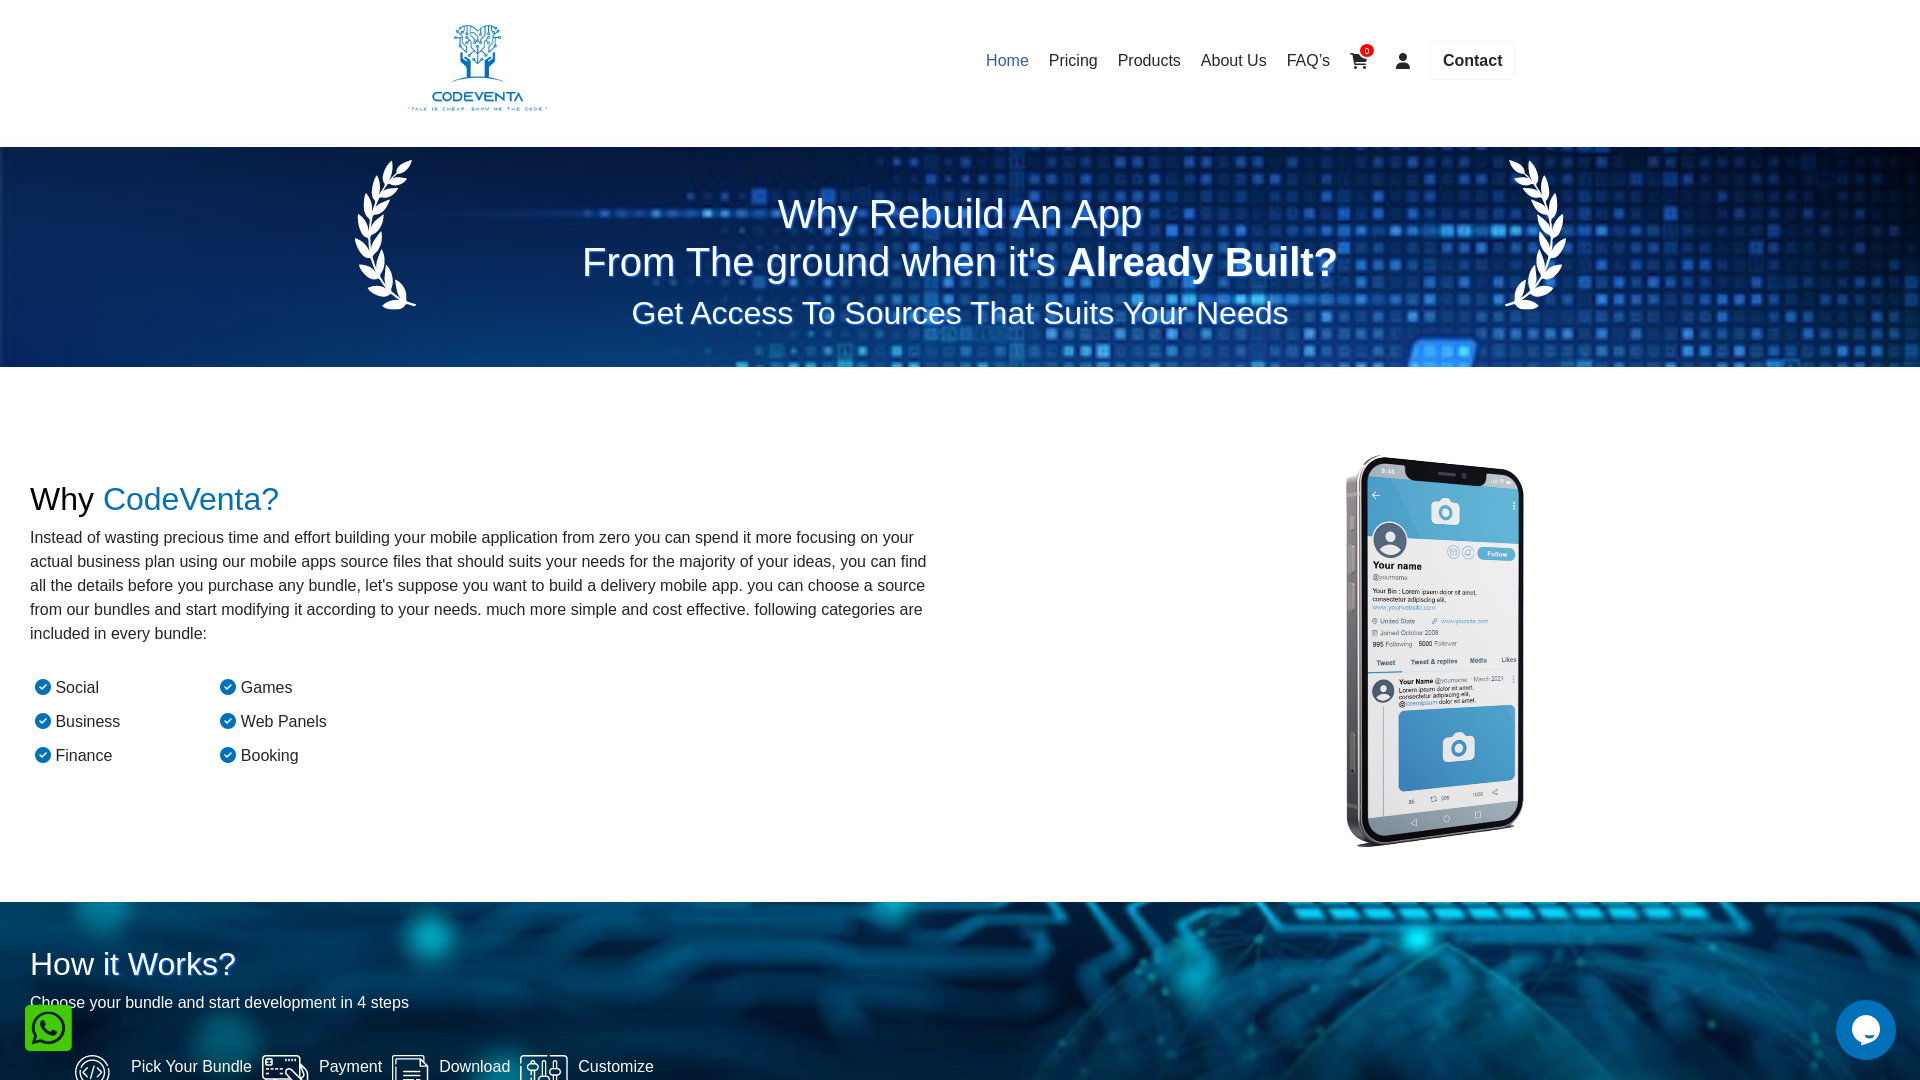 CODEVENTA
"TALK IS CHEAP. SHOW ME THE CODE."
Home Pricing Products About Us FAQ's 0 Contact
Why Rebuild An App
From The ground when it's Already Built?
Get Access To Sources That Suits Your Needs
Why CodeVenta?
Instead of wasting precious time and effort building your mobile application from zero you can spend it more focusing on your
actual business plan using our mobile apps source files that should suits your needs for the majority of your ideas, you can find
all the details before you purchase any bundle, let's suppose you want to build a delivery mobile app. you can choose a source
from our bundles and start modifying it according to your needs. much more simple and cost effective. following categories are
included in every bundle:
Social Games
Business Web Panels
Finance Booking
9:45
Follow
Your name
@yourname
Your Bio : Lorem ipsum dolor sit amet,
consectetur adipiscing elit,
www.yourwebsite.com
United State www.yoursite.com
Joined October 2008
995 Following 5000 Follower
Tweet Tweet & replies Media Likes
Your Name @yourname · March 2021
Lorem ipsum dolor sit amet,
consectetur adipiscing elit,
@loremipsum dolor sit amet,
How it Works?
Choose your bundle and start development in 4 steps
Pick Your Bundle Payment Download Customize